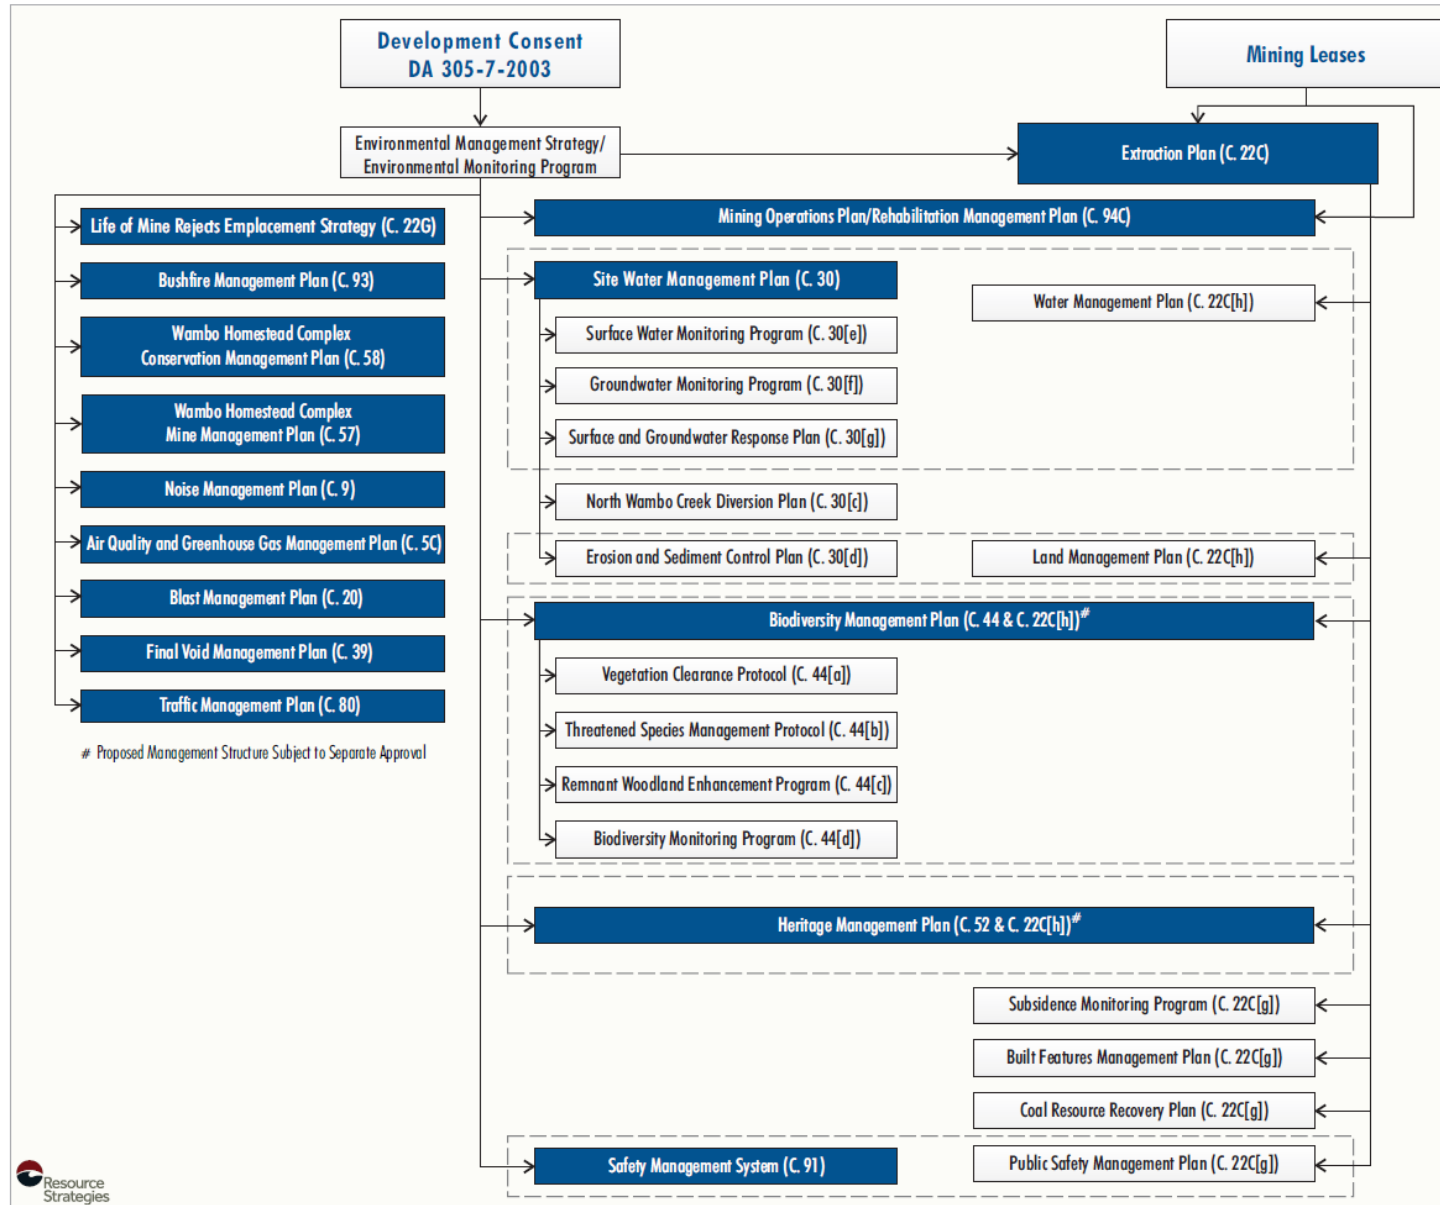 Development Consent
DA 305-7-2003
Mining Leases
Environmental Management Strategy/
Environmental Monitoring Program
Extraction Plan (C. 22C)
Life of Mine Rejects Emplacement Strategy (C. 22G)
Bushfire Management Plan (C. 93)
Wambo Homestead Complex
Conservation Management Plan (C. 58)
Wambo Homestead Complex
Mine Management Plan (C. 57)
Noise Management Plan (C. 9)
Air Quality and Greenhouse Gas Management Plan (C. 5C)
Blast Management Plan (C. 20)
Final Void Management Plan (C. 39)
Traffic Management Plan (C. 80)
# Proposed Management Structure Subject to Separate Approval
Mining Operations Plan/Rehabilitation Management Plan (C. 94C)
Site Water Management Plan (C. 30)
Water Management Plan (C. 22C[h])
Surface Water Monitoring Program (C. 30[e])
Groundwater Monitoring Program (C. 30[f])
Surface and Groundwater Response Plan (C. 30[g])
North Wambo Creek Diversion Plan (C. 30[c])
Erosion and Sediment Control Plan (C. 30[d])
Land Management Plan (C. 22C[h])
Biodiversity Management Plan (C. 44 & C. 22C[h])#
Vegetation Clearance Protocol (C. 44[a])
Threatened Species Management Protocol (C. 44[b])
Remnant Woodland Enhancement Program (C. 44[c])
Biodiversity Monitoring Program (C. 44[d])
Heritage Management Plan (C. 52 & C. 22C[h])#
Subsidence Monitoring Program (C. 22C[g])
Built Features Management Plan (C. 22C[g])
Coal Resource Recovery Plan (C. 22C[g])
Safety Management System (C. 91)
Public Safety Management Plan (C. 22C[g])
Resource
Strategies